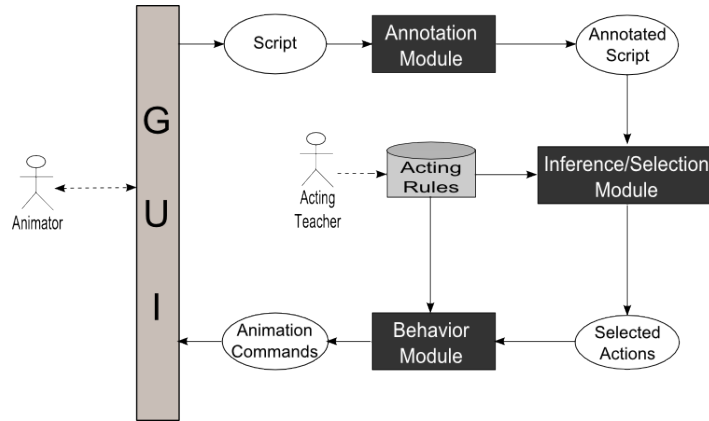 Script
Annotation
Module
Annotated
Script
G
U
I
Animator
Acting
Teacher
Acting
Rules
Inference/Selection
Module
Animation
Commands
Behavior
Module
Selected
Actions